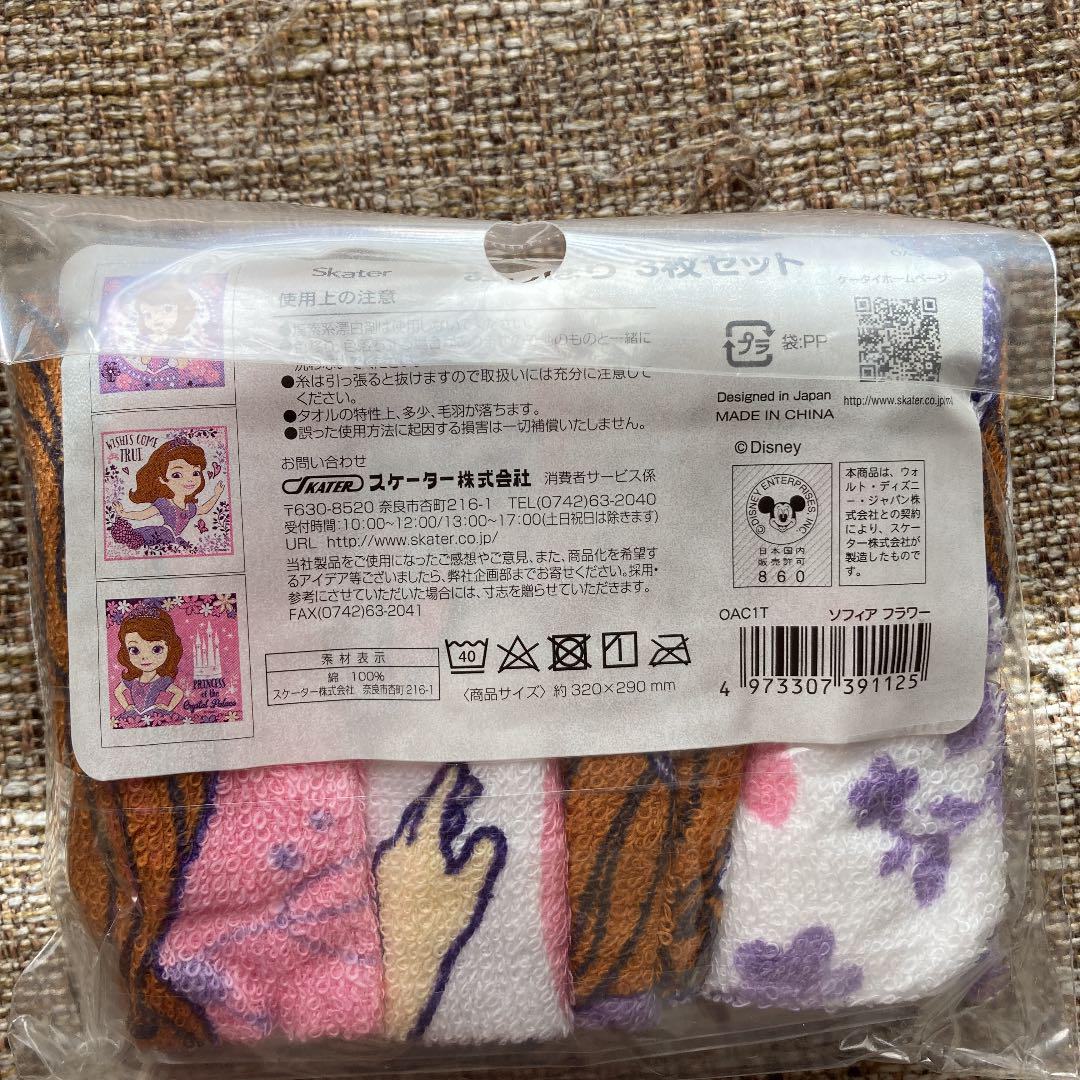 Skater
3枚セット
使用上の注意
ケータイホームページ
プラ
袋:PP
●糸は引っ張ると抜けますので取扱いには充分に注意して
ください。
●タオルの特性上、多少、毛羽が落ちます。
●誤った使用方法に起因する損害は一切補償いたしません。
Designed in Japan
http://www.skater.co.jp/m/
MADE IN CHINA
お問い合わせ
SKATER スケーター株式会社 消費者サービス係
〒630-8520 奈良市杏町216-1 TEL(0742)63-2040
受付時間:10:00~12:00/13:00~17:00(土日祝日は除きます)
URL http://www.skater.co.jp/
当社製品をご使用になったご感想やご意見、また、商品化を希望す
るアイデア等ございましたら、弊社企画部までお寄せください。採用・
参考にさせていただいた場合には、寸志を贈らせていただきます。
FAX(0742)63-2041
©Disney
©DISNEY ENTERPRISES INC
日本国内
販売許可
860
本商品は、ウォ
ルト・ディズニ
ー・ジャパン株
式会社との契約
により、スケー
ター株式会社が
製造したもので
す。
WISHES COME
TRUE
PRINCESS
of the
Crystal Palace
素材表示
綿 100%
スケーター株式会社 奈良市杏町216-1
40
1
〈商品サイズ〉約320×290mm
OAC1T ソフィア フラワー
4 973307 391125